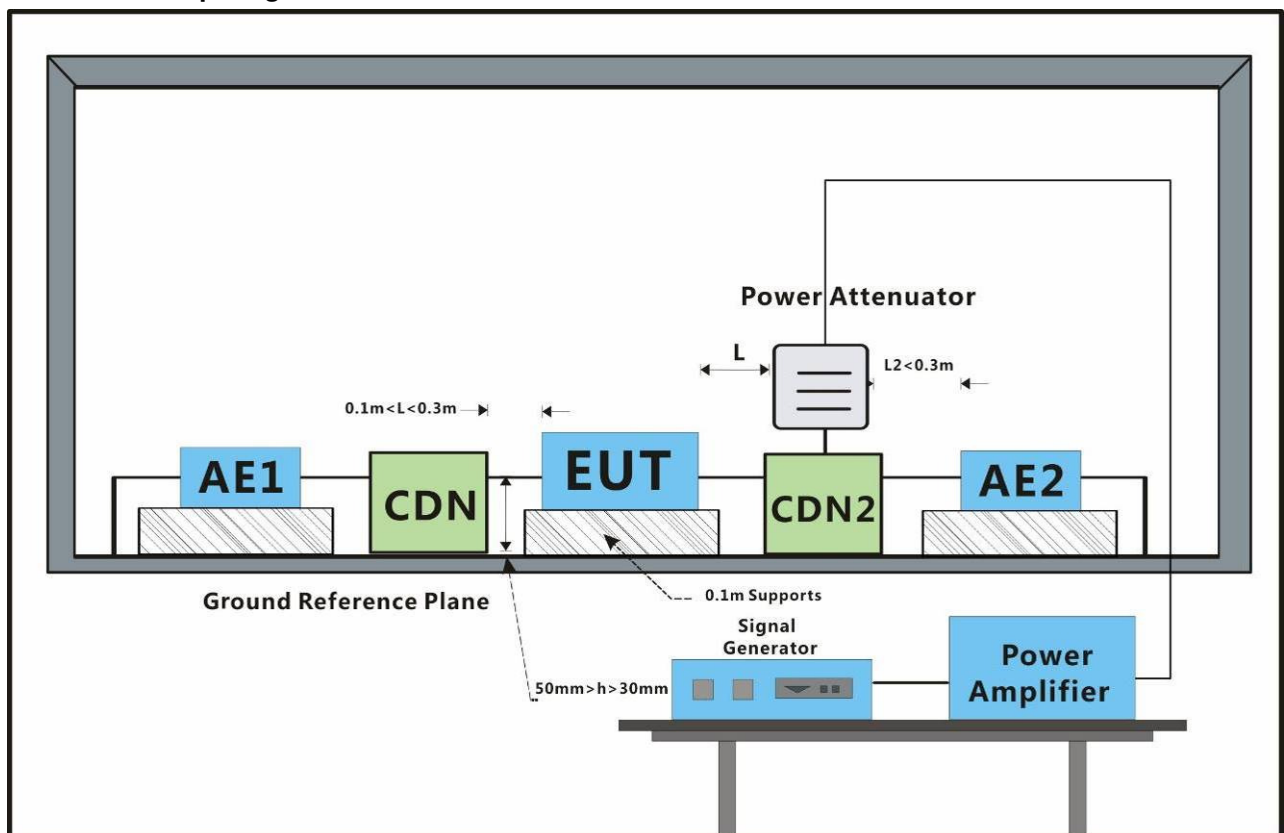 Power Attenuator
L
L2<0.3m
0.1m<L<0.3m
AE1
CDN
EUT
CDN2
AE2
Ground Reference Plane
0.1m Supports
Signal
Generator
50mm>h>30mm
Power
Amplifier